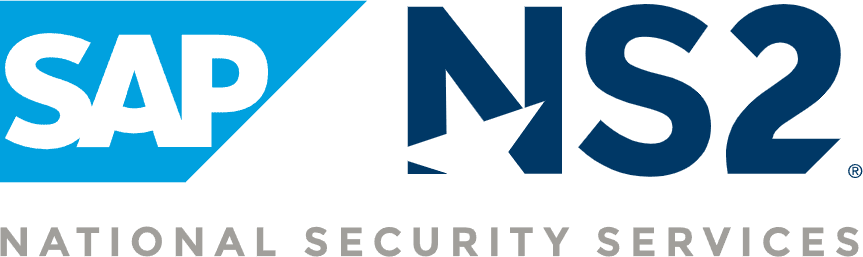 SAP NS2®
NATIONAL SECURITY SERVICES